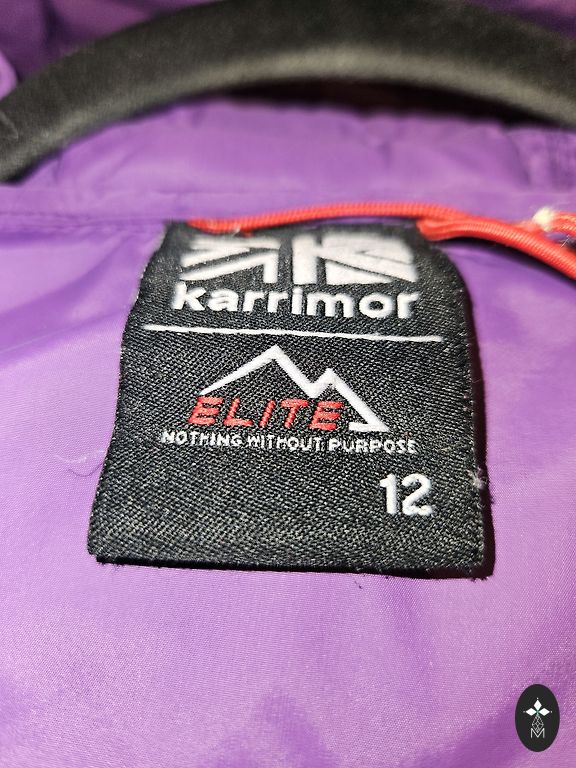 karrimor
ELITE
NOTHING WITHOUT PURPOSE
12
M